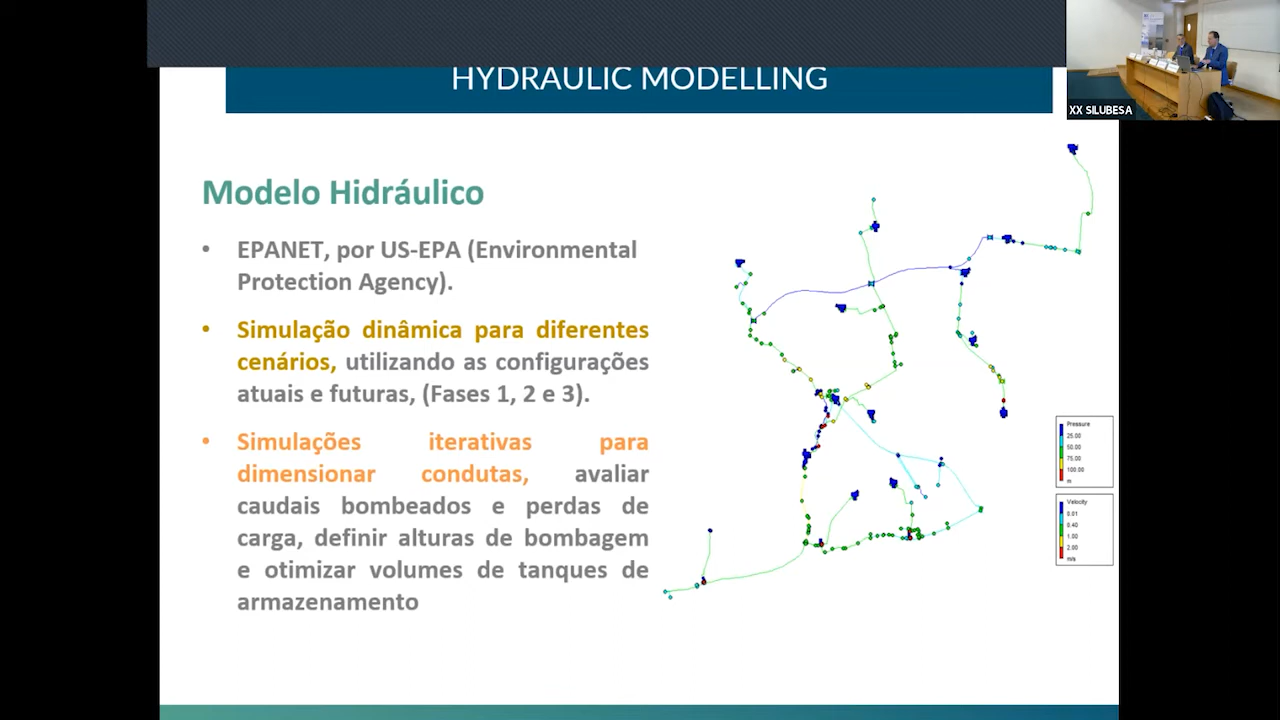 HYDRAULIC MODELLING
XX SILUBESA
Modelo Hidráulico
• EPANET, por US-EPA (Environmental
Protection Agency).
• Simulação dinâmica para diferentes
cenários, utilizando as configurações
atuais e futuras, (Fases 1, 2 e 3).
• Simulações iterativas para
dimensionar condutas, avaliar
caudais bombeados e perdas de
carga, definir alturas de bombagem
e otimizar volumes de tanques de
armazenamento
Pressure
25.00
50.00
75.00
100.00
m
Velocity
0.01
0.40
1.00
2.00
m/s